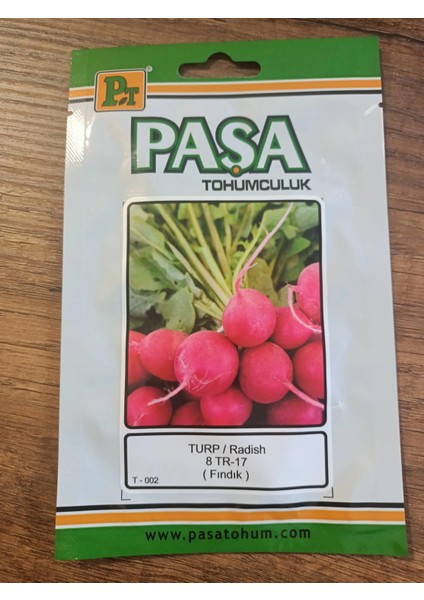 PT
PAŞA
TOHUMCULUK
TURP / Radish
8 TR-17
( Fındık )
T - 002
www.pasatohum.com